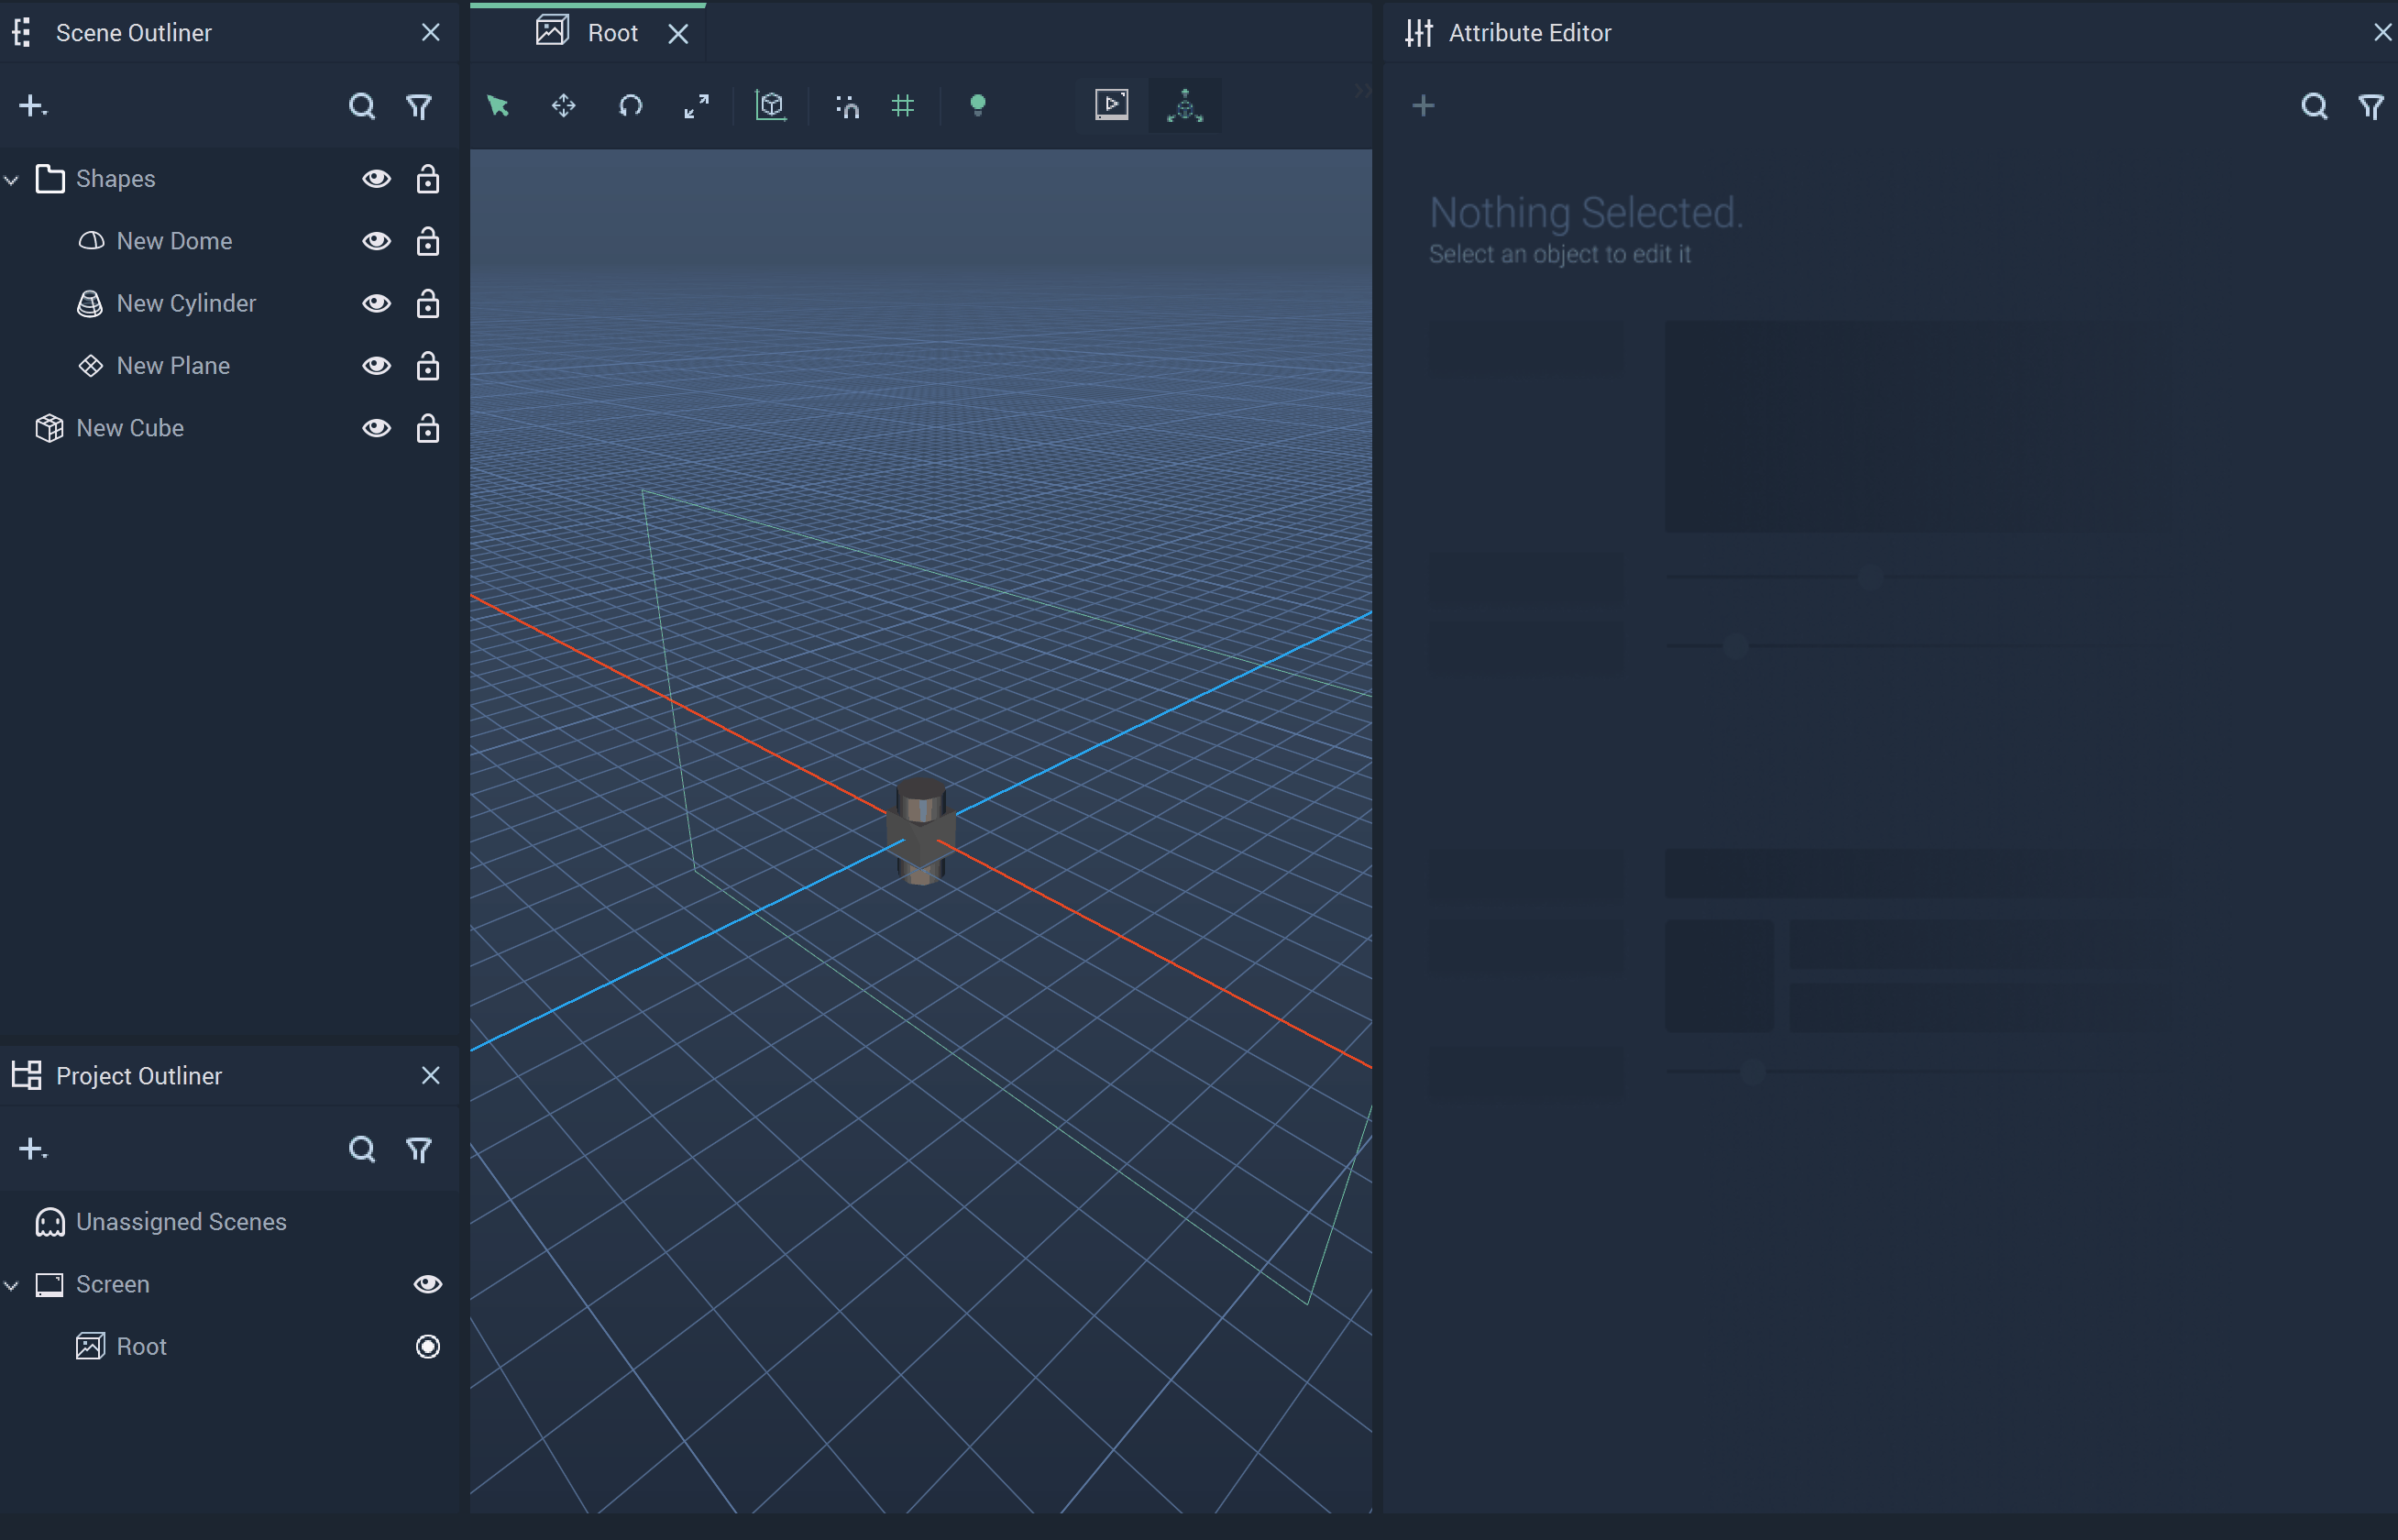 Scene Outliner
Shapes
New Dome
New Cylinder
New Plane
New Cube
Project Outliner
Unassigned Scenes
Screen
Root
Root
Attribute Editor
Nothing Selected.
Select an object to edit it